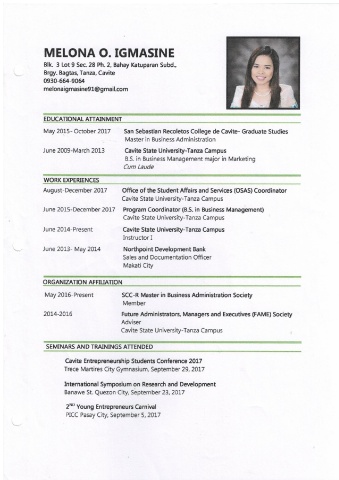 MELONA O. IGMASINE
Blk. 3 Lot 9 Sec. 28 Ph. 2, Bahay Katuparan Subd.,
Brgy. Bagtas, Tanza, Cavite
0930-664-9064
melonaigmasine91@gmail.com
EDUCATIONAL ATTAINMENT
May 2015- October 2017 San Sebastian Recoletos College de Cavite- Graduate Studies
Master in Business Administration
June 2009-March 2013 Cavite State University-Tanza Campus
B.S. in Business Management major in Marketing
Cum Laude
WORK EXPERIENCES
August-December 2017 Office of the Student Affairs and Services (OSAS) Coordinator
Cavite State University-Tanza Campus
June 2015-December 2017 Program Coordinator (B.S. in Business Management)
Cavite State University-Tanza Campus
June 2014-Present Cavite State University-Tanza Campus
Instructor I
June 2013- May 2014 Northpoint Development Bank
Sales and Documentation Officer
Makati City
ORGANIZATION AFFILIATION
May 2016-Present SCC-R Master in Business Administration Society
Member
2014-2016 Future Administrators, Managers and Executives (FAME) Society
Adviser
Cavite State University-Tanza Campus
SEMINARS AND TRAININGS ATTENDED
Cavite Entrepreneurship Students Conference 2017
Trece Martires City Gymnasium, September 29, 2017
International Symposium on Research and Development
Banawe St. Quezon City, September 23, 2017
2ND Young Entrepreneurs Carnival
PICC Pasay City, September 5, 2017